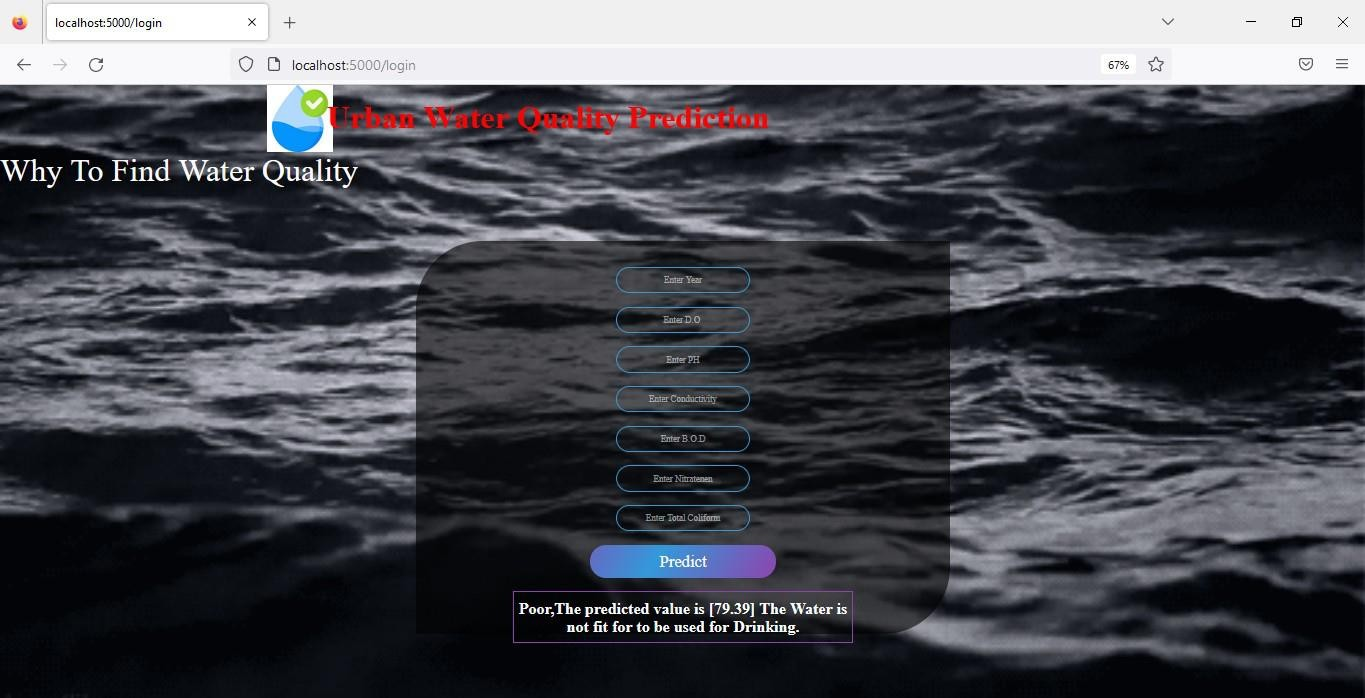 localhost:5000/login
localhost:5000/login
67%
Urban Water Quality Prediction
Why To Find Water Quality
Enter Year
Enter D.O
Enter PH
Enter Conductivity
Enter B.O.D
Enter Nitratenen
Enter Total Coliform
Predict
Poor,The predicted value is [79.39] The Water is
not fit for to be used for Drinking.